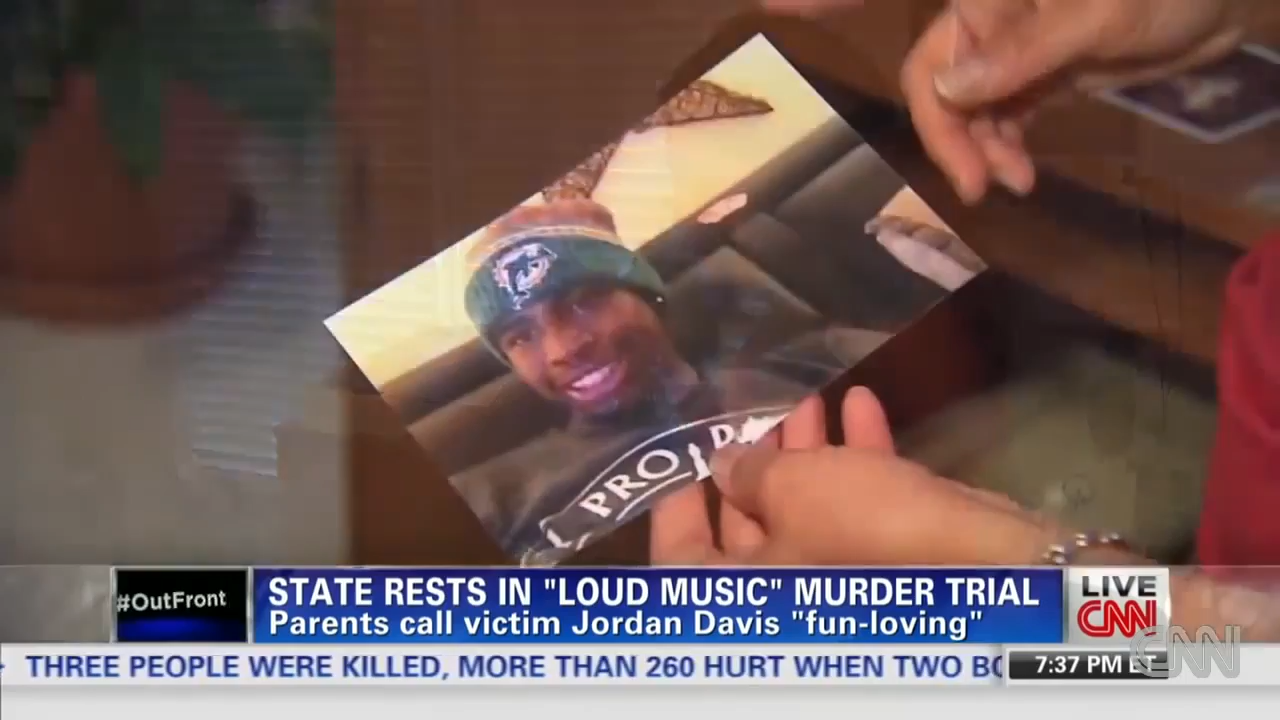 PRO
#OutFront
STATE RESTS IN "LOUD MUSIC" MURDER TRIAL
Parents call victim Jordan Davis "fun-loving"
LIVE
CNN
CNN
THREE PEOPLE WERE KILLED, MORE THAN 260 HURT WHEN TWO BO
7:37 PM ET